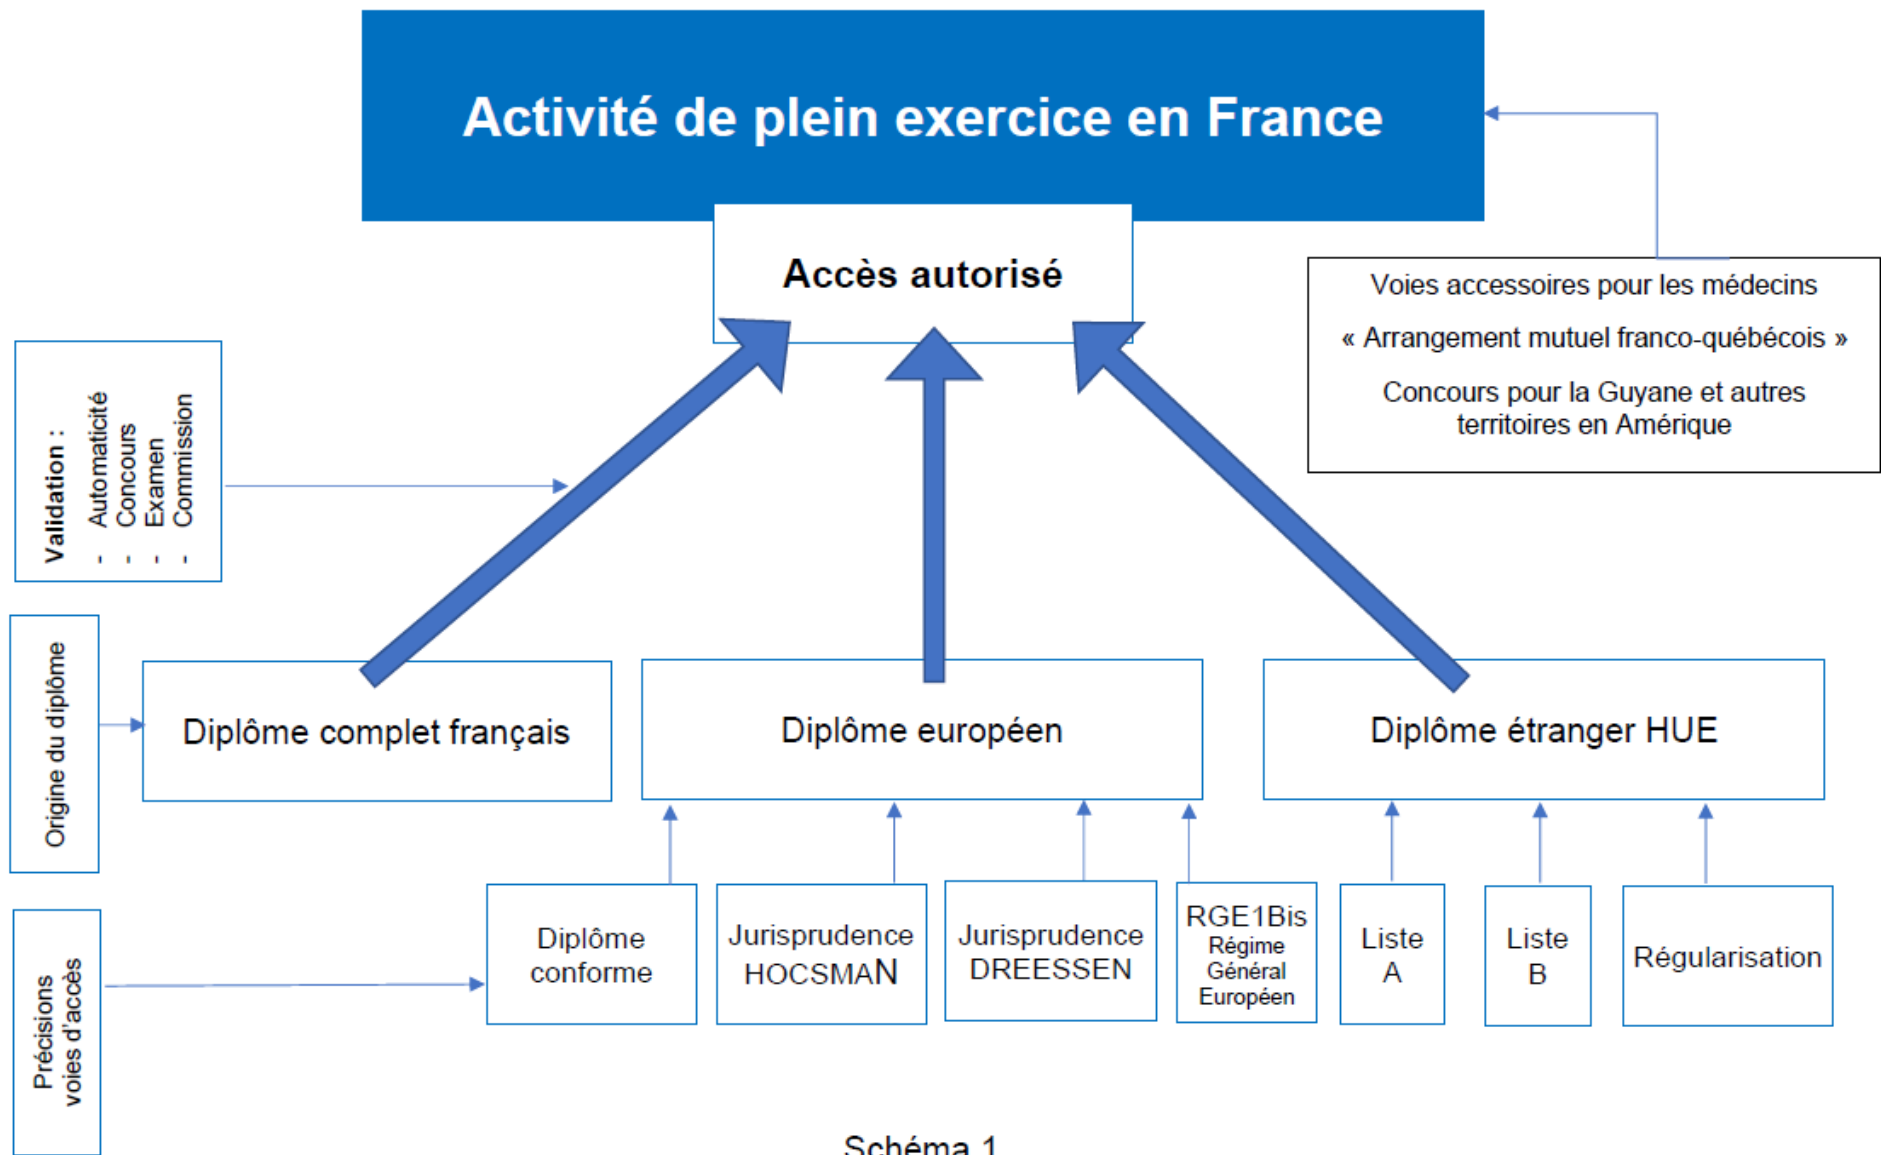 Activité de plein exercice en France
Accès autorisé
Voies accessoires pour les médecins
« Arrangement mutuel franco-québécois »
Concours pour la Guyane et autres
territoires en Amérique
Validation :
- Automaticité
- Concours
- Examen
- Commission
Origine du diplôme
Diplôme complet français
Diplôme européen
Diplôme étranger HUE
Précisions
voies d'accès
Diplôme
conforme
Jurisprudence
HOCSMAN
Jurisprudence
DREESSEN
RGE1Bis
Régime
Général
Européen
Liste
A
Liste
B
Régularisation
Schéma 1